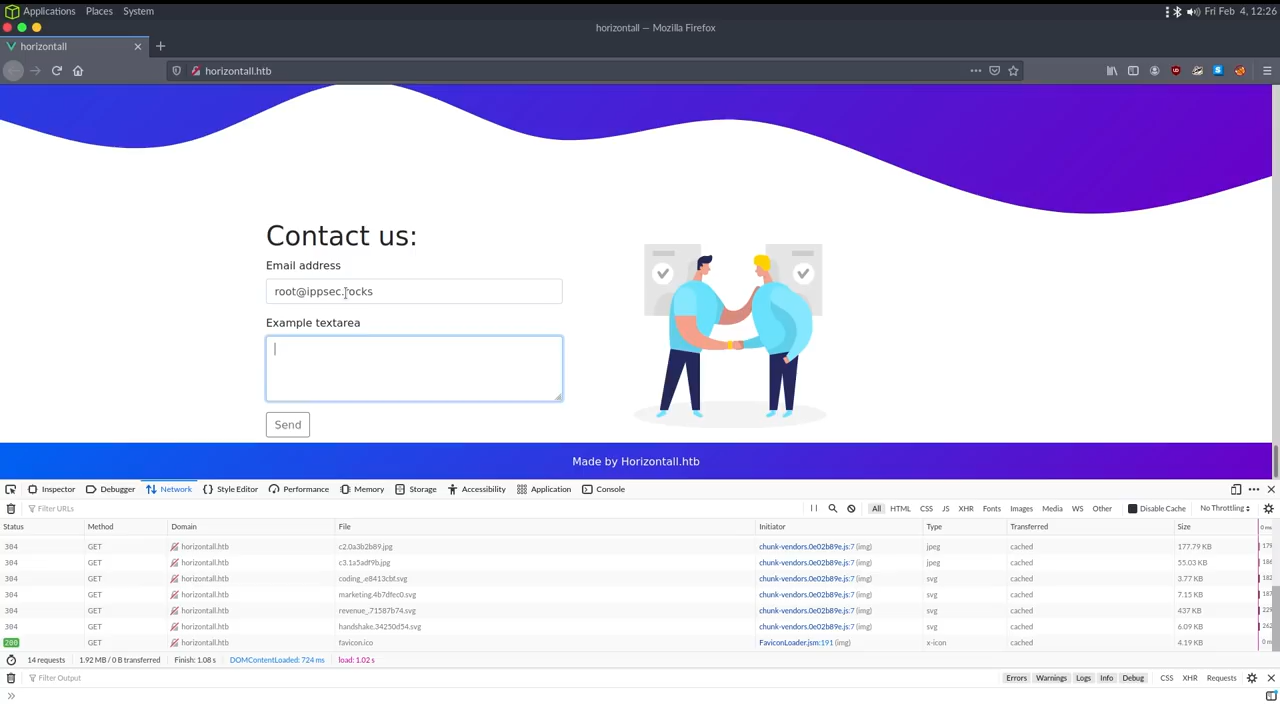 Applications Places System
Fri Feb 4, 12:26
horizontall — Mozilla Firefox
horizontall
horizontall.htb
Contact us:
Email address
root@ippsec.rocks
Example textarea
Send
Made by Horizontall.htb
Inspector Debugger Network Style Editor Performance Memory Storage Accessibility Application Console
Filter URLs
All HTML CSS JS XHR Fonts Images Media WS Other Disable Cache No Throttling
Status Method Domain File Initiator Type Transferred Size 0 ms
304 GET horizontall.htb c2.0a3b2b89.jpg chunk-vendors.0e02b89e.js:7 (img) jpeg cached 177.79 KB
304 GET horizontall.htb c3.1a5adf9b.jpg chunk-vendors.0e02b89e.js:7 (img) jpeg cached 55.03 KB
304 GET horizontall.htb coding_.e8413cbf.svg chunk-vendors.0e02b89e.js:7 (img) svg cached 3.77 KB
304 GET horizontall.htb marketing.4b7dfec0.svg chunk-vendors.0e02b89e.js:7 (img) svg cached 7.15 KB
304 GET horizontall.htb revenue_.71587b74.svg chunk-vendors.0e02b89e.js:7 (img) svg cached 437 KB
304 GET horizontall.htb handshake.34250d54.svg chunk-vendors.0e02b89e.js:7 (img) svg cached 6.09 KB
200 GET horizontall.htb favicon.ico FaviconLoader.jsm:191 (img) x-icon cached 4.19 KB
14 requests 1.92 MB / 0 B transferred Finish: 1.08 s DOMContentLoaded: 724 ms load: 1.02 s
Filter Output
Errors Warnings Logs Info Debug CSS XHR Requests